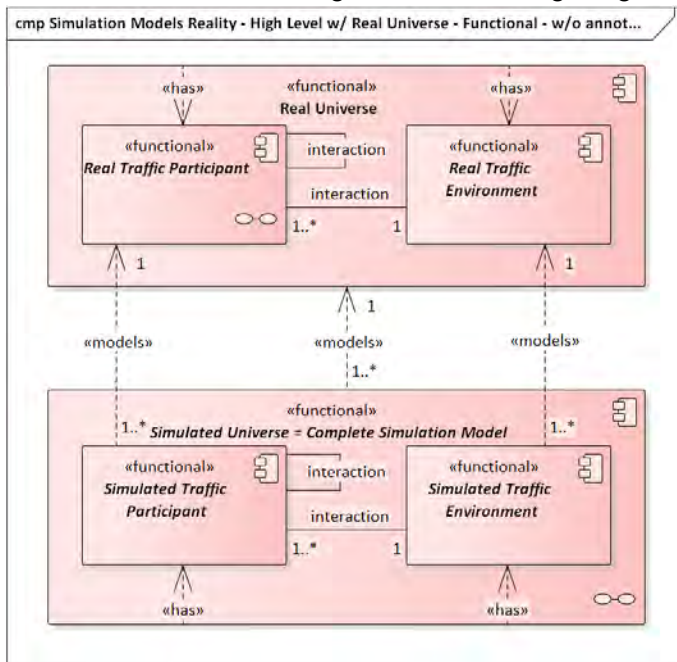 cmp Simulation Models Reality - High Level w/ Real Universe - Functional - w/o annot...
«has» «functional» «has»
Real Universe
«functional» «functional»
Real Traffic Participant interaction Real Traffic
Environment
interaction
1..* 1
1 1
1
«models» «models» «models»
1..*
«functional»
1..* Simulated Universe = Complete Simulation Model 1..*
«functional» «functional»
Simulated Traffic interaction Simulated Traffic
Participant Environment
interaction
1..* 1
«has» «has»